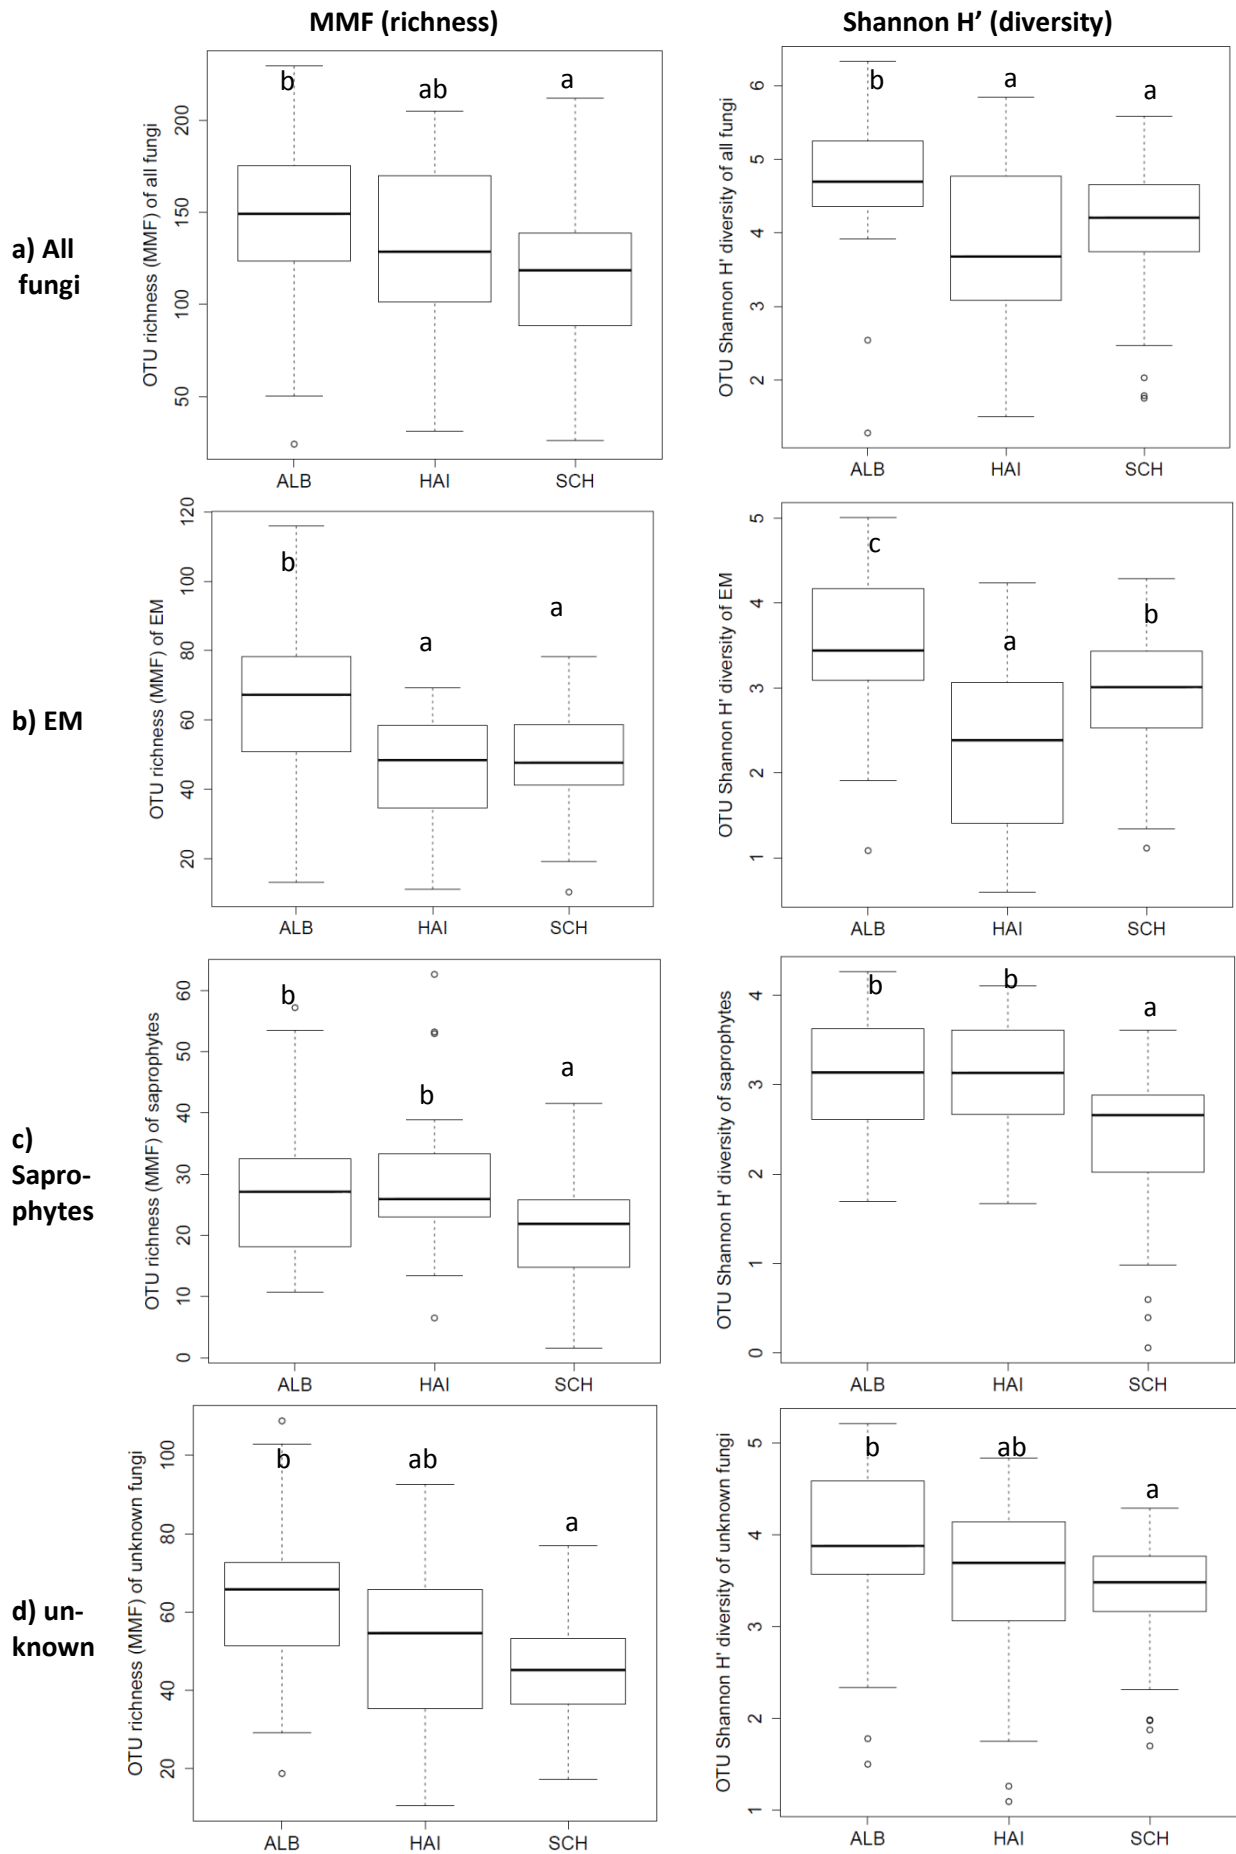 MMF (richness)
Shannon H’ (diversity)
a) All
fungi
OTU richness (MMF) of all fungi
50
100
150
200
b
ab
a
ALB
HAI
SCH
OTU Shannon H' diversity of all fungi
2
3
4
5
6
b
a
a
ALB
HAI
SCH
b) EM
OTU richness (MMF) of EM
20
40
60
80
100
120
b
a
a
ALB
HAI
SCH
OTU Shannon H' diversity of EM
1
2
3
4
5
c
a
b
ALB
HAI
SCH
c)
Sapro-
phytes
OTU richness (MMF) of saprophytes
0
10
20
30
40
50
60
b
b
a
ALB
HAI
SCH
OTU Shannon H' diversity of saprophytes
0
1
2
3
4
b
b
a
ALB
HAI
SCH
d) un-
known
OTU richness (MMF) of unknown fungi
20
40
60
80
100
b
ab
a
ALB
HAI
SCH
OTU Shannon H' diversity of unknown fungi
1
2
3
4
5
b
ab
a
ALB
HAI
SCH